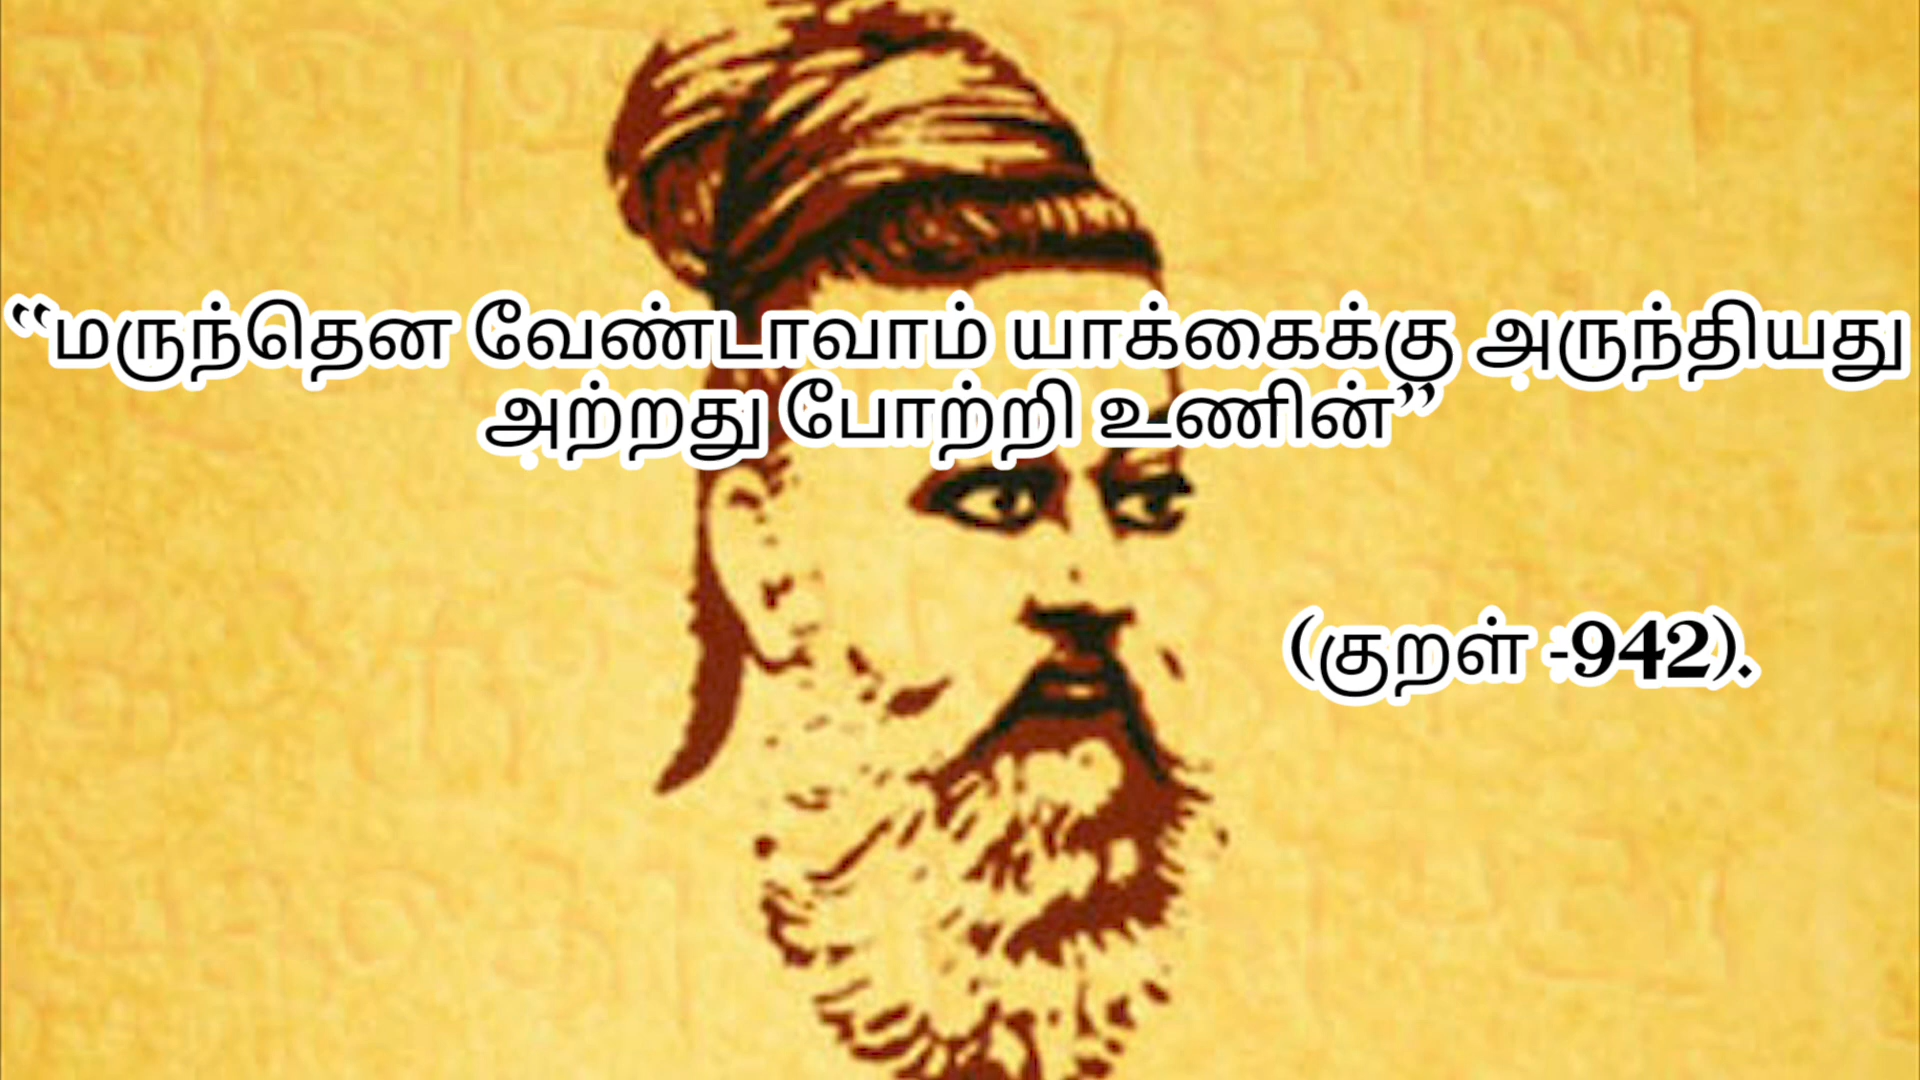 “மருந்தென வேண்டாவாம் யாக்கைக்கு அருந்தியது
அற்றது போற்றி உணின்”
(குறள் -942).